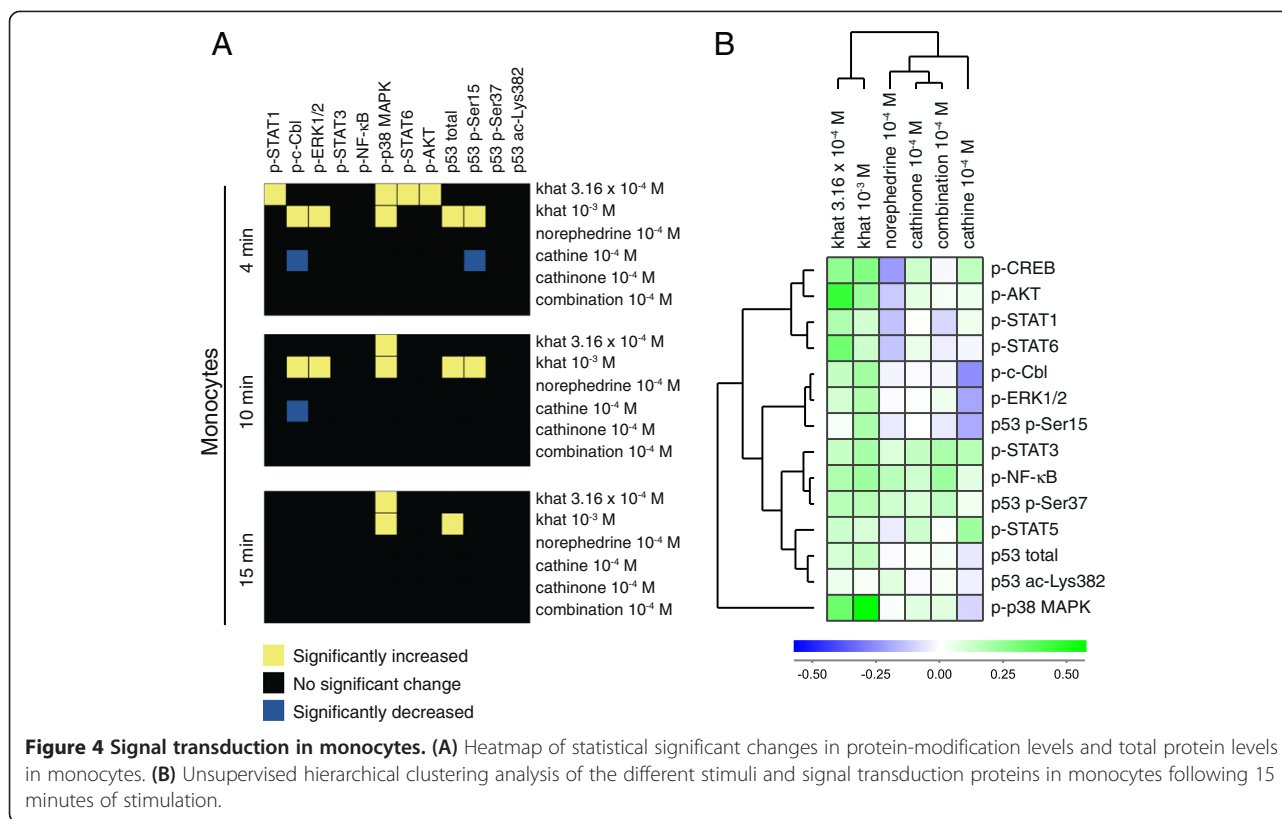 A
p-STAT1
p-c-Cbl
p-ERK1/2
p-STAT3
p-NF-κB
p-p38 MAPK
p-STAT6
p-AKT
p53 total
p53 p-Ser15
p53 p-Ser37
p53 ac-Lys382
Monocytes
4 min
khat 3.16 x 10⁻⁴ M
khat 10⁻³ M
norephedrine 10⁻⁴ M
cathine 10⁻⁴ M
cathinone 10⁻⁴ M
combination 10⁻⁴ M
10 min
khat 3.16 x 10⁻⁴ M
khat 10⁻³ M
norephedrine 10⁻⁴ M
cathine 10⁻⁴ M
cathinone 10⁻⁴ M
combination 10⁻⁴ M
15 min
khat 3.16 x 10⁻⁴ M
khat 10⁻³ M
norephedrine 10⁻⁴ M
cathine 10⁻⁴ M
cathinone 10⁻⁴ M
combination 10⁻⁴ M
Significantly increased
No significant change
Significantly decreased
B
khat 3.16 x 10⁻⁴ M
khat 10⁻³ M
norephedrine 10⁻⁴ M
cathinone 10⁻⁴ M
combination 10⁻⁴ M
cathine 10⁻⁴ M
p-CREB
p-AKT
p-STAT1
p-STAT6
p-c-Cbl
p-ERK1/2
p53 p-Ser15
p-STAT3
p-NF-κB
p53 p-Ser37
p-STAT5
p53 total
p53 ac-Lys382
p-p38 MAPK
-0.50 -0.25 0.00 0.25 0.50
Figure 4 Signal transduction in monocytes. (A) Heatmap of statistical significant changes in protein-modification levels and total protein levels
in monocytes. (B) Unsupervised hierarchical clustering analysis of the different stimuli and signal transduction proteins in monocytes following 15
minutes of stimulation.